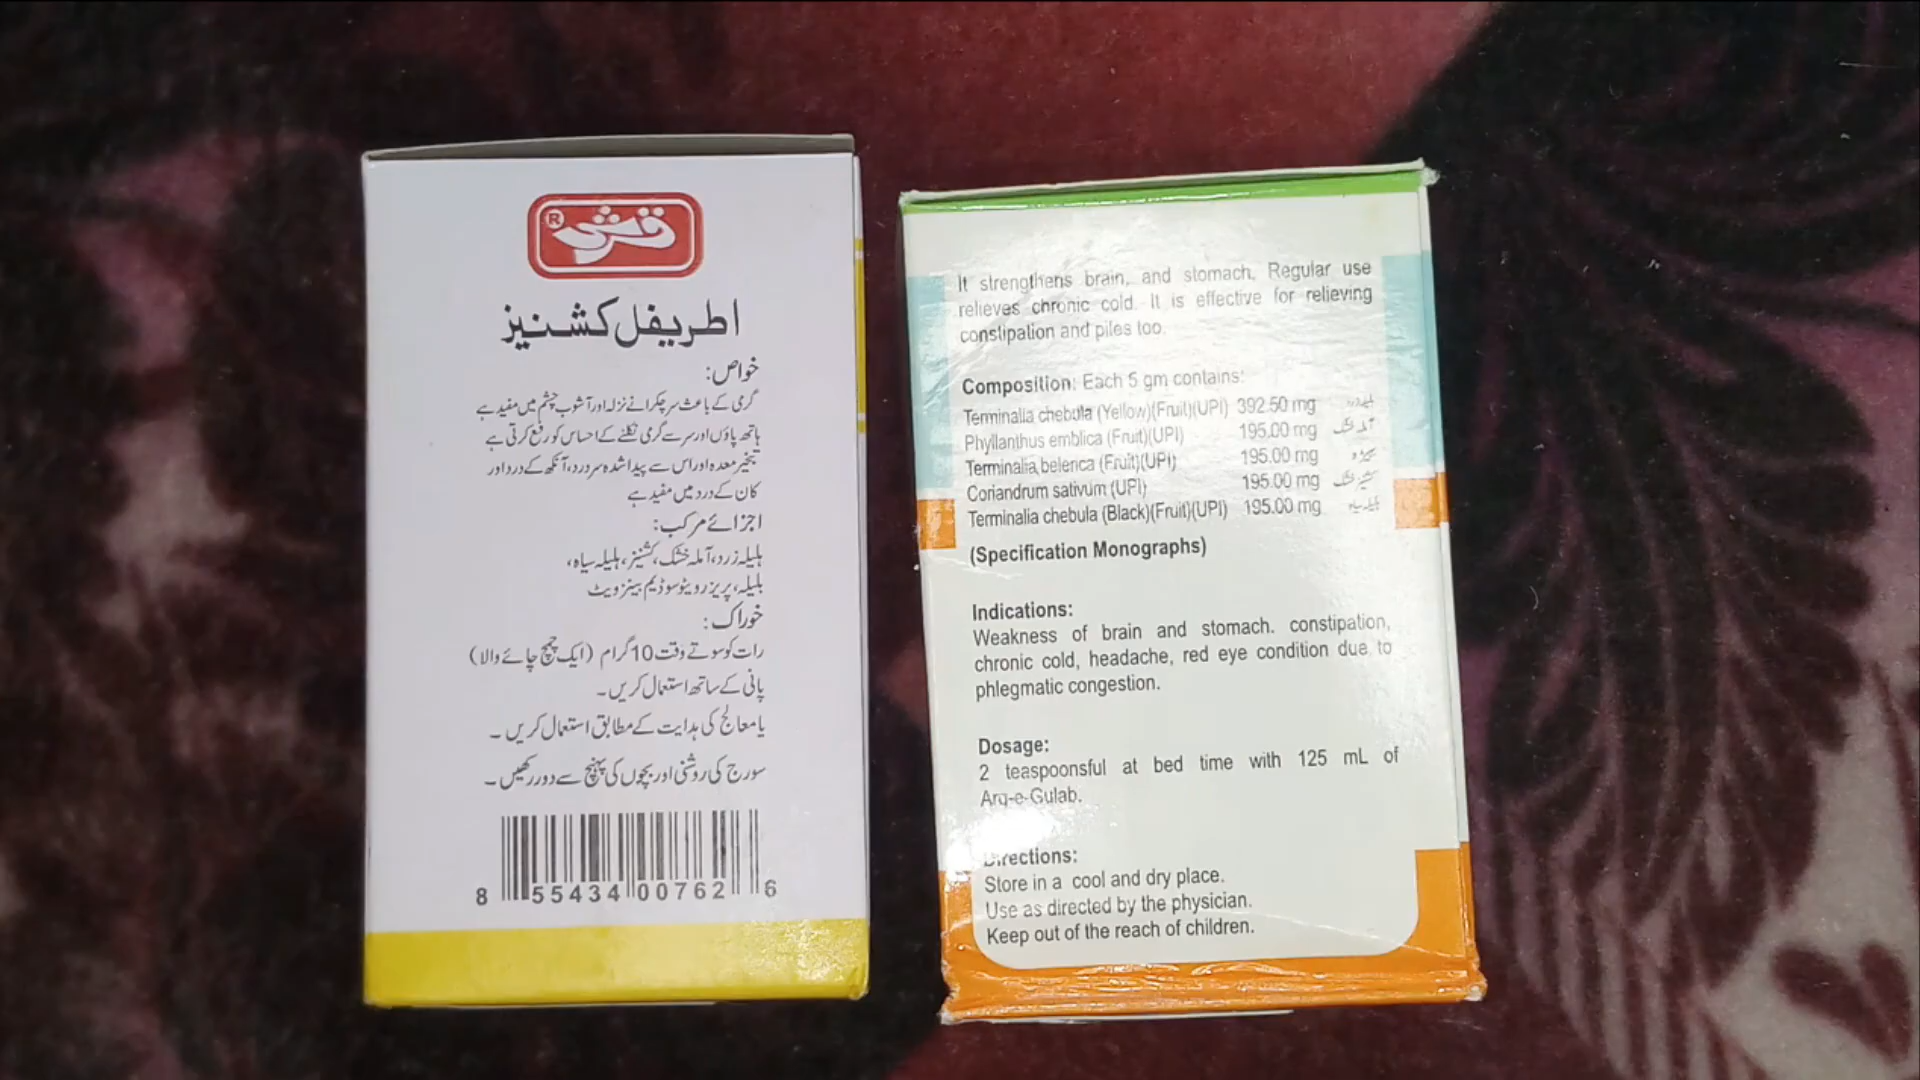 قرشی ®
اطریفل کشنیز
خواص:
گرمی کے باعث سر چکرانے نزلہ اور آشوب چشم میں مفید ہے
ہاتھ پاؤں اور سر سے گرمی نکلنے کے احساس کو رفع کرتی ہے
تبخیر معدہ اور اس سے پیدا شدہ سر درد، آنکھ کے درد اور
کان کے درد میں مفید ہے
اجزائے مرکب:
ہلیلہ زرد، آملہ خشک، کشنیز، ہلیلہ سیاہ،
بلیلہ، پریزرویٹو سوڈیم بینزویٹ
خوراک:
رات کو سوتے وقت 10 گرام (ایک چمچ چائے والا)
پانی کے ساتھ استعمال کریں۔
یا معالج کی ہدایت کے مطابق استعمال کریں۔
سورج کی روشنی اور بچوں کی پہنچ سے دور رکھیں۔
8 55434 00762 6
It strengthens brain, and stomach. Regular use
relieves chronic cold. It is effective for relieving
constipation and piles too.
Composition: Each 5 gm contains:
Terminalia chebula (Yellow)(Fruit)(UPI) 392.50 mg
Phyllanthus emblica (Fruit)(UPI) 195.00 mg آملہ خشک
Terminalia belerica (Fruit)(UPI) 195.00 mg
Coriandrum sativum (UPI) 195.00 mg کشنیز خشک
Terminalia chebula (Black)(Fruit)(UPI) 195.00 mg ہلیلہ سیاہ
(Specification Monographs)
Indications:
Weakness of brain and stomach. constipation,
chronic cold, headache, red eye condition due to
phlegmatic congestion.
Dosage:
2 teaspoonsful at bed time with 125 mL of
Arq-e-Gulab.
Directions:
Store in a cool and dry place.
Use as directed by the physician.
Keep out of the reach of children.